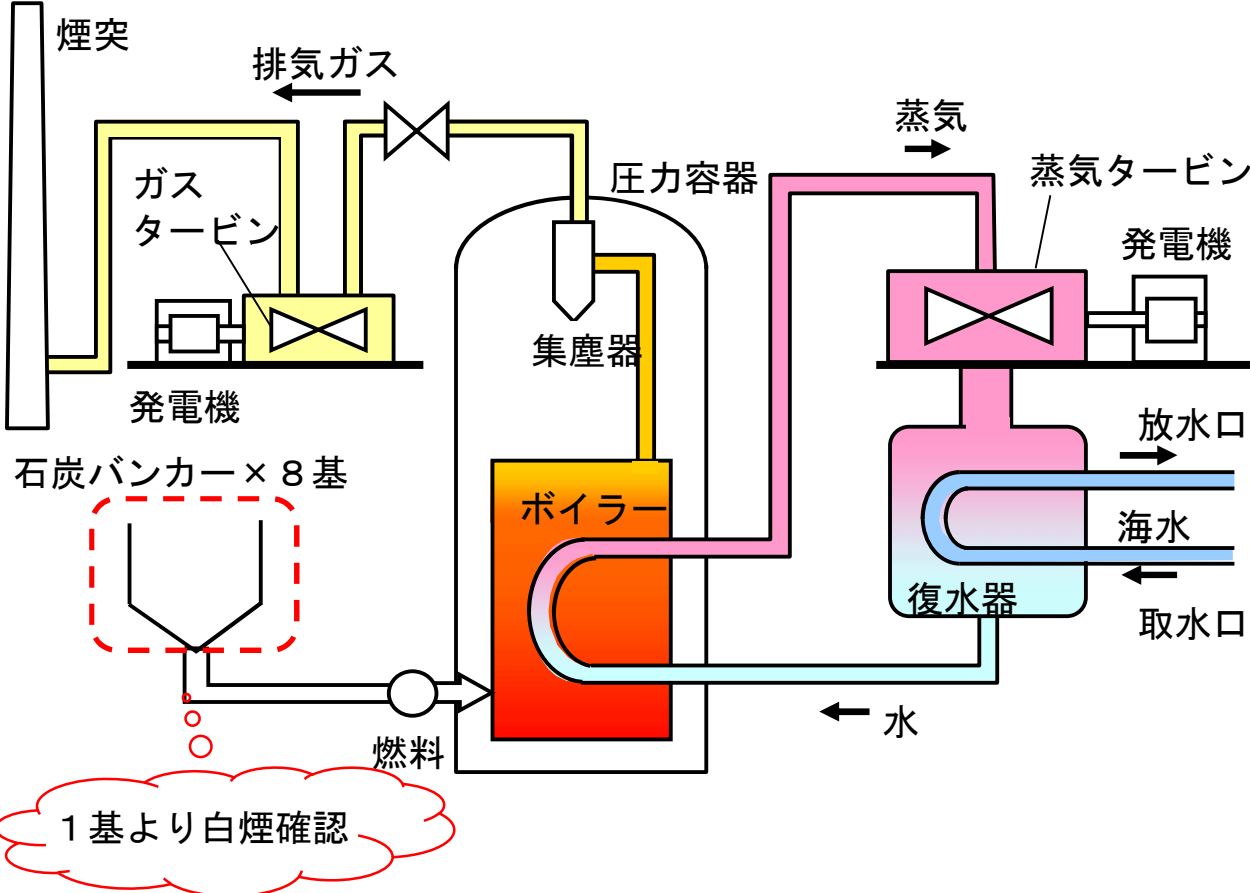 煙突
排気ガス
蒸気
圧力容器
蒸気タービン
ガス
タービン
発電機
集塵器
発電機
放水口
石炭バンカー×８基
ボイラー
海水
復水器
取水口
水
燃料
１基より白煙確認